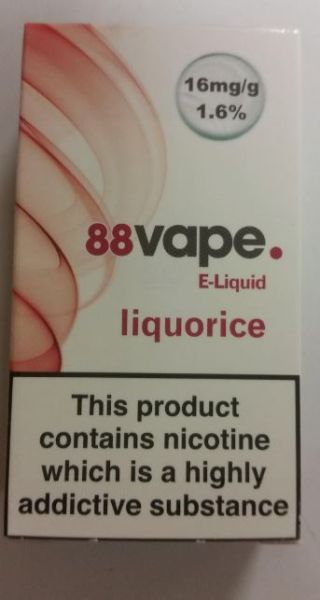 16mg/g
1.6%
88vape.
E-Liquid
liquorice
This product
contains nicotine
which is a highly
addictive substance